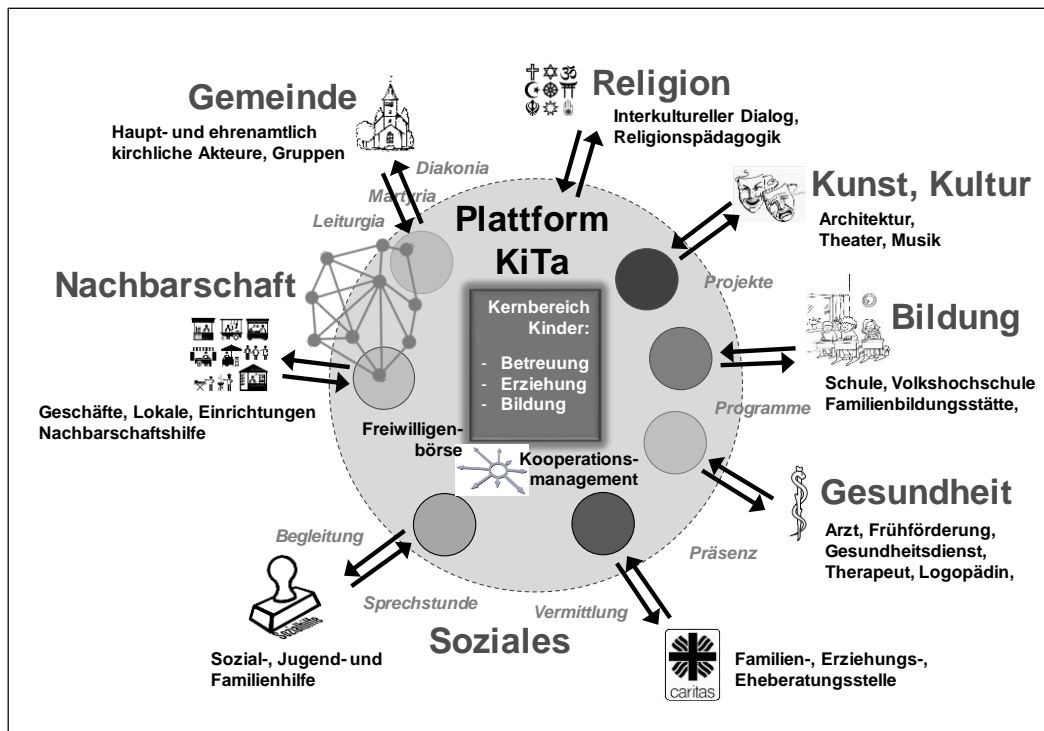 Gemeinde
Haupt- und ehrenamtlich
kirchliche Akteure, Gruppen
Religion
Interkultureller Dialog,
Religionspädagogik
Diakonia
Martyria
Leiturgia
Plattform
KiTa
Kunst, Kultur
Architektur,
Theater, Musik
Projekte
Nachbarschaft
Geschäfte, Lokale, Einrichtungen
Nachbarschaftshilfe
Kernbereich
Kinder:
- Betreuung
- Erziehung
- Bildung
Bildung
Schule, Volkshochschule,
Familienbildungsstätte,
Programme
Freiwilligen-
börse
Kooperations-
management
Gesundheit
Arzt, Frühförderung,
Gesundheitsdienst,
Therapeut, Logopädin,
Präsenz
Begleitung
Sprechstunde
Vermittlung
Soziales
Sozialhilfe
Sozial-, Jugend- und
Familienhilfe
caritas
Familien-, Erziehungs-,
Eheberatungsstelle